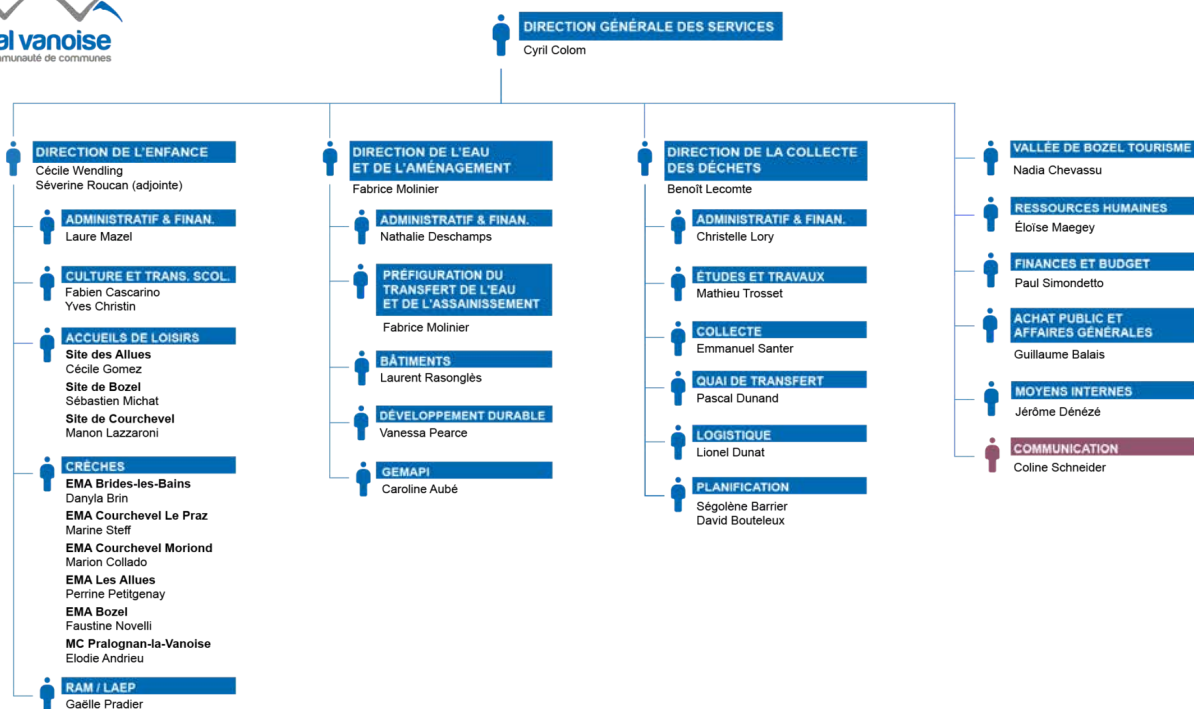 vanoise
DIRECTION GÉNÉRALE DES SERVICES
Cyril Colom
DIRECTION DE L'ENFANCE
Cécile Wendling
Séverine Roucan (adjointe)
ADMINISTRATIF & FINAN.
Laure Mazel
CULTURE ET TRANS. SCOL.
Fabien Cascarino
Yves Christin
ACCUEILS DE LOISIRS
Site des Allues
Cécile Gomez
Site de Bozel
Sébastien Michat
Site de Courchevel
Manon Lazzaroni
CRÈCHES
EMA Brides-les-Bains
Danyla Brin
EMA Courchevel Le Praz
Marine Steff
EMA Courchevel Moriond
Marion Collado
EMA Les Allues
Perrine Petitgenay
EMA Bozel
Faustine Novelli
MC Pralognan-la-Vanoise
Elodie Andrieu
RAM / LAEP
Gaëlle Pradier
DIRECTION DE L'EAU
ET DE L'AMÉNAGEMENT
Fabrice Molinier
ADMINISTRATIF & FINAN.
Nathalie Deschamps
PRÉFIGURATION DU
TRANSFERT DE L'EAU
ET DE L'ASSAINISSEMENT
Fabrice Molinier
BÂTIMENTS
Laurent Rasonglès
DÉVELOPPEMENT DURABLE
Vanessa Pearce
GEMAPI
Caroline Aubé
DIRECTION DE LA COLLECTE
DES DÉCHETS
Benoît Lecomte
ADMINISTRATIF & FINAN.
Christelle Lory
ÉTUDES ET TRAVAUX
Mathieu Trosset
COLLECTE
Emmanuel Santer
QUAI DE TRANSFERT
Pascal Dunand
LOGISTIQUE
Lionel Dunat
PLANIFICATION
Ségolène Barrier
David Bouteleux
VALLÉE DE BOZEL TOURISME
Nadia Chevassu
RESSOURCES HUMAINES
Éloïse Maegey
FINANCES ET BUDGET
Paul Simondetto
ACHAT PUBLIC ET
AFFAIRES GÉNÉRALES
Guillaume Balais
MOYENS INTERNES
Jérôme Dénézé
COMMUNICATION
Coline Schneider